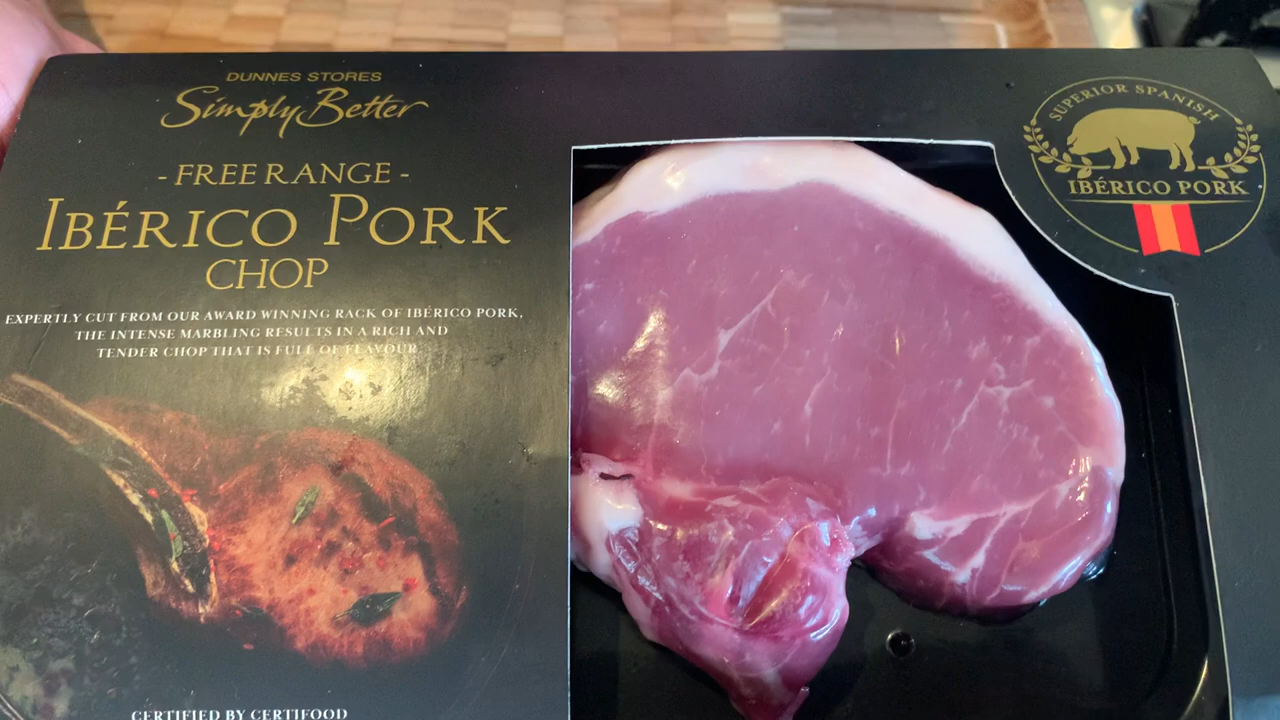 DUNNES STORES
Simply Better
- FREE RANGE -
IBÉRICO PORK
CHOP
EXPERTLY CUT FROM OUR AWARD WINNING RACK OF IBÉRICO PORK,
THE INTENSE MARBLING RESULTS IN A RICH AND
TENDER CHOP THAT IS FULL OF FLAVOUR
CERTIFIED BY CERTIFOOD
SUPERIOR SPANISH
IBÉRICO PORK